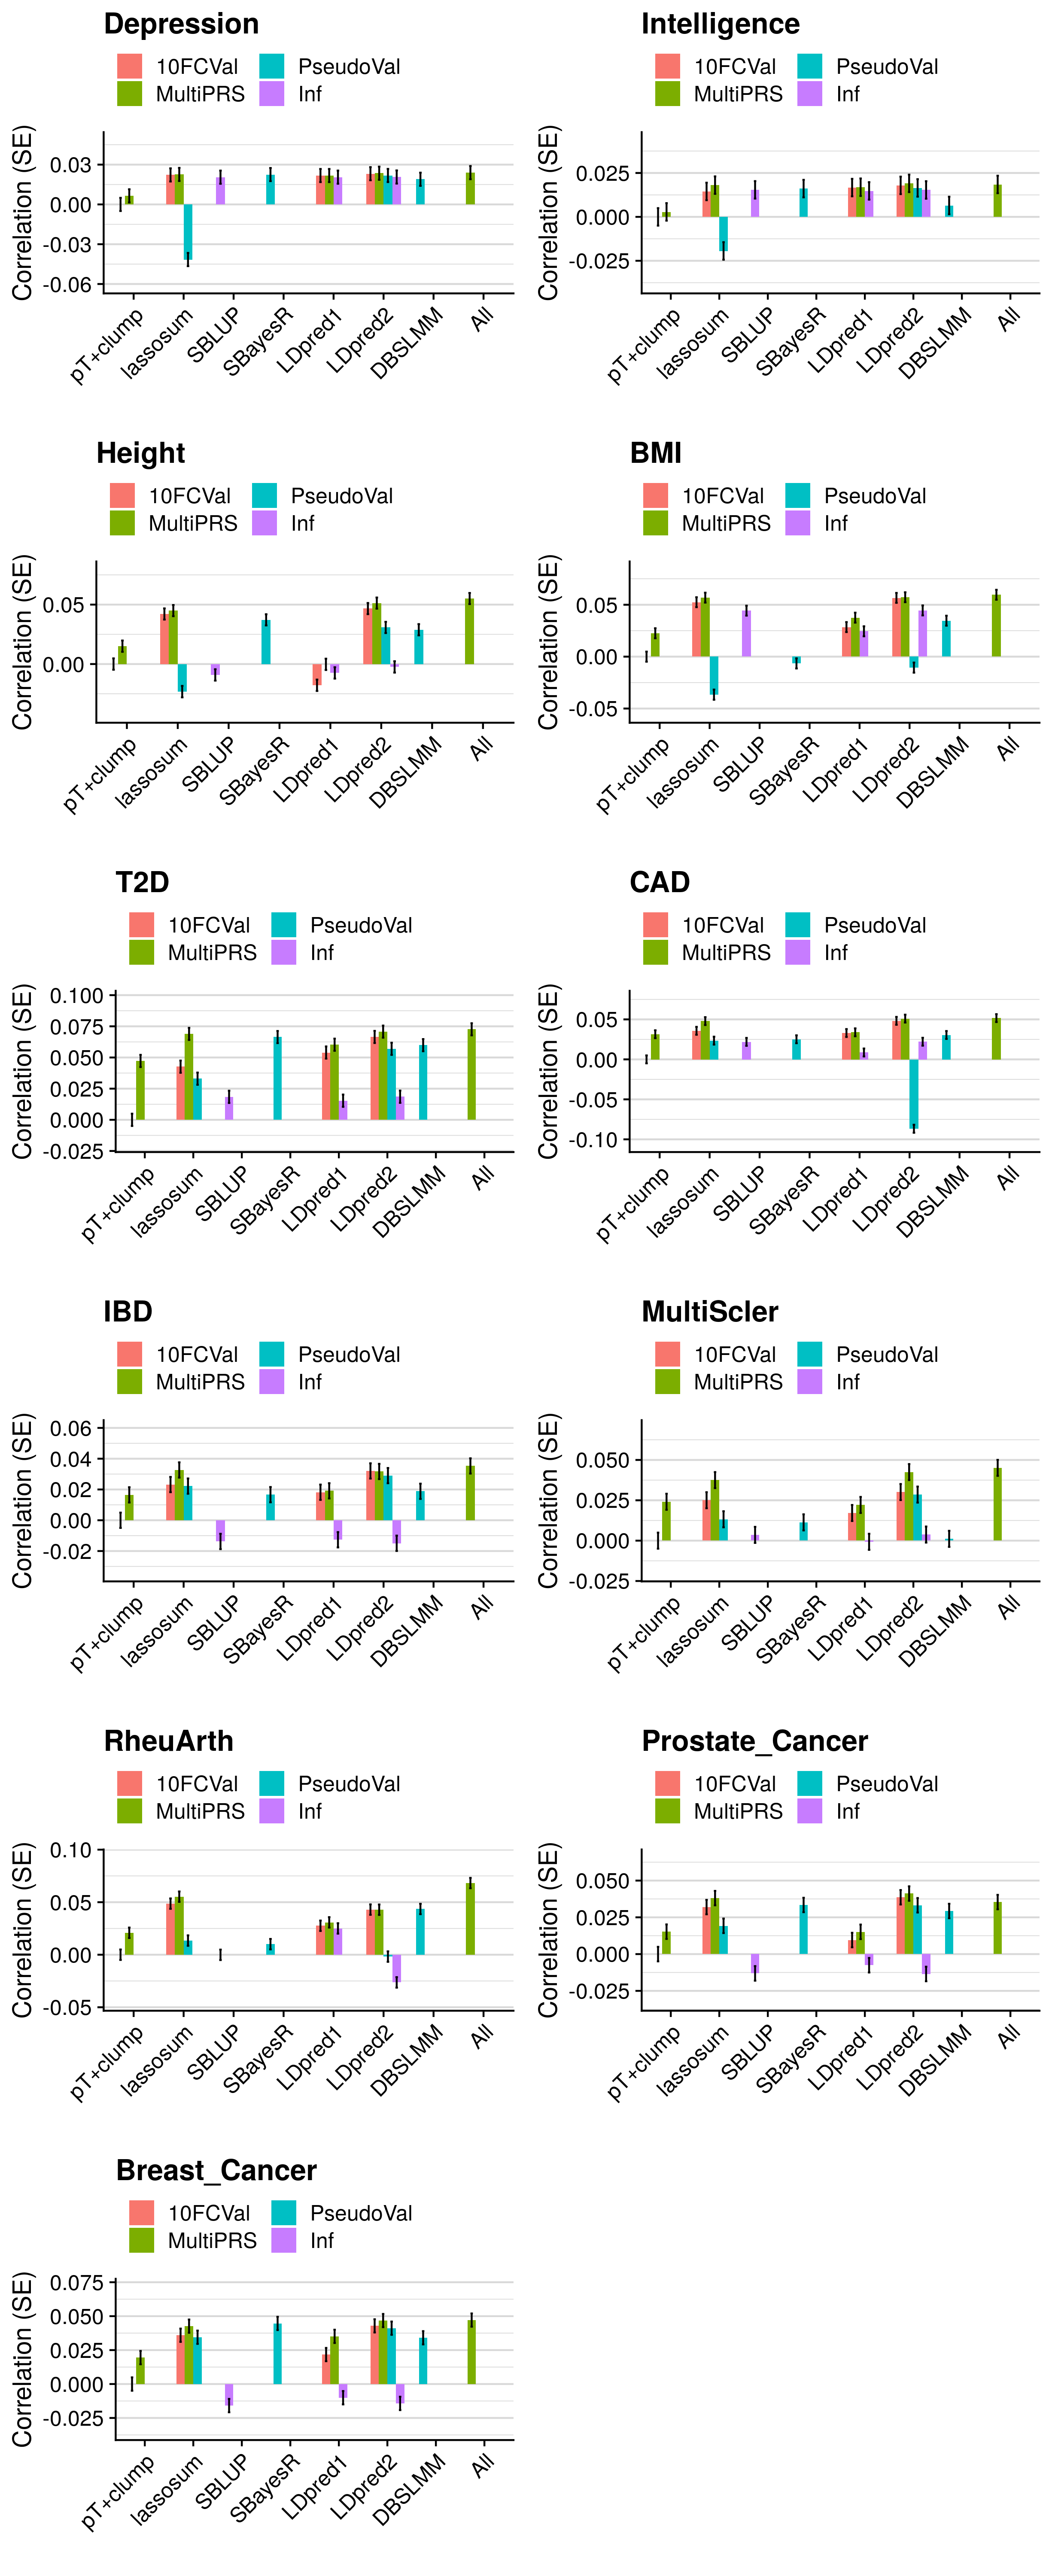 Depression
10FCVal PseudoVal
MultiPRS Inf
Correlation (SE)
0.03
0.00
-0.03
-0.06
pT+clump lassosum SBLUP SBayesR LDpred1 LDpred2 DBSLMM All
Intelligence
10FCVal PseudoVal
MultiPRS Inf
Correlation (SE)
0.025
0.000
-0.025
pT+clump lassosum SBLUP SBayesR LDpred1 LDpred2 DBSLMM All
Height
10FCVal PseudoVal
MultiPRS Inf
Correlation (SE)
0.05
0.00
pT+clump lassosum SBLUP SBayesR LDpred1 LDpred2 DBSLMM All
BMI
10FCVal PseudoVal
MultiPRS Inf
Correlation (SE)
0.05
0.00
-0.05
pT+clump lassosum SBLUP SBayesR LDpred1 LDpred2 DBSLMM All
T2D
10FCVal PseudoVal
MultiPRS Inf
Correlation (SE)
0.100
0.075
0.050
0.025
0.000
-0.025
pT+clump lassosum SBLUP SBayesR LDpred1 LDpred2 DBSLMM All
CAD
10FCVal PseudoVal
MultiPRS Inf
Correlation (SE)
0.05
0.00
-0.05
-0.10
pT+clump lassosum SBLUP SBayesR LDpred1 LDpred2 DBSLMM All
IBD
10FCVal PseudoVal
MultiPRS Inf
Correlation (SE)
0.06
0.04
0.02
0.00
-0.02
pT+clump lassosum SBLUP SBayesR LDpred1 LDpred2 DBSLMM All
MultiScler
10FCVal PseudoVal
MultiPRS Inf
Correlation (SE)
0.050
0.025
0.000
-0.025
pT+clump lassosum SBLUP SBayesR LDpred1 LDpred2 DBSLMM All
RheuArth
10FCVal PseudoVal
MultiPRS Inf
Correlation (SE)
0.10
0.05
0.00
-0.05
pT+clump lassosum SBLUP SBayesR LDpred1 LDpred2 DBSLMM All
Prostate_Cancer
10FCVal PseudoVal
MultiPRS Inf
Correlation (SE)
0.050
0.025
0.000
-0.025
pT+clump lassosum SBLUP SBayesR LDpred1 LDpred2 DBSLMM All
Breast_Cancer
10FCVal PseudoVal
MultiPRS Inf
Correlation (SE)
0.075
0.050
0.025
0.000
-0.025
pT+clump lassosum SBLUP SBayesR LDpred1 LDpred2 DBSLMM All